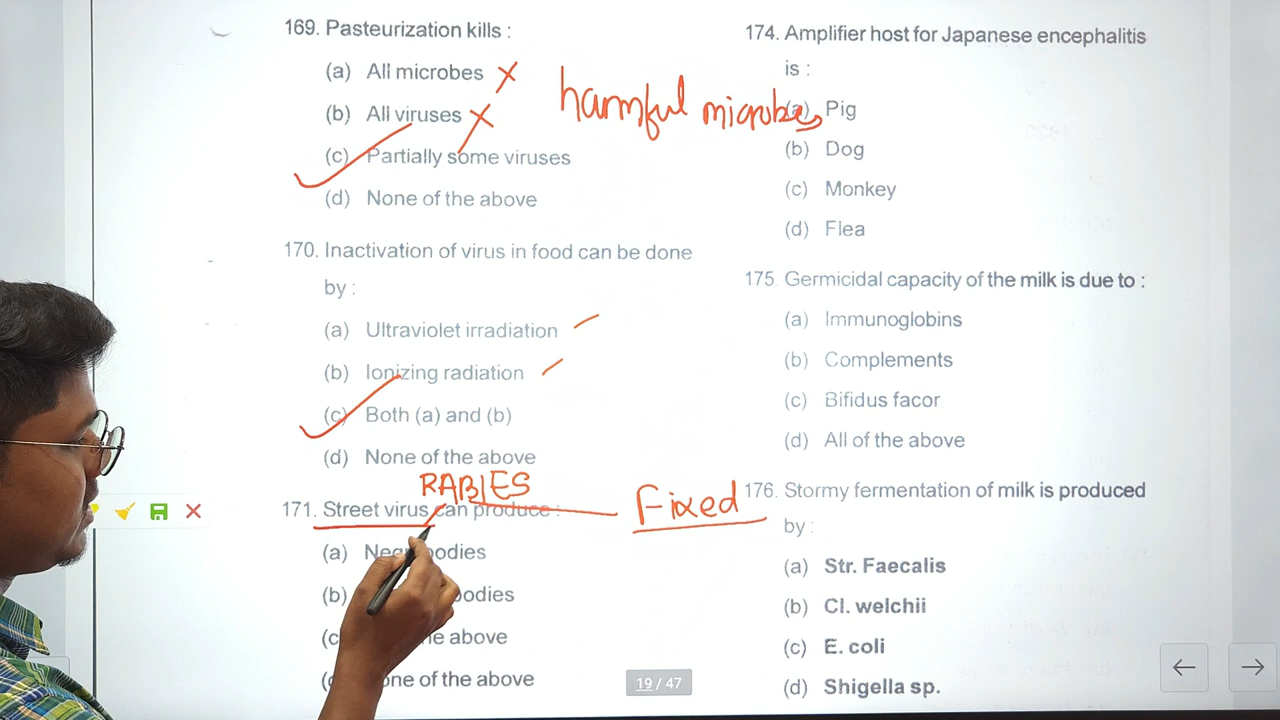 169. Pasteurization kills :
(a) All microbes
(b) All viruses
(c) Partially some viruses
(d) None of the above
harmful microbes
170. Inactivation of virus in food can be done
by :
(a) Ultraviolet irradiation
(b) Ionizing radiation
(c) Both (a) and (b)
(d) None of the above
RABIES
Fixed
171. Street virus can produce :
(a) bodies
(b) bodies
above
of the above
174. Amplifier host for Japanese encephalitis
is :
(a) Pig
(b) Dog
(c) Monkey
(d) Flea
175. Germicidal capacity of the milk is due to :
(a) Immunoglobins
(b) Complements
(c) Bifidus facor
(d) All of the above
176. Stormy fermentation of milk is produced
by :
(a) Str. Faecalis
(b) Cl. welchii
(c) E. coli
(d) Shigella sp.
19 / 47